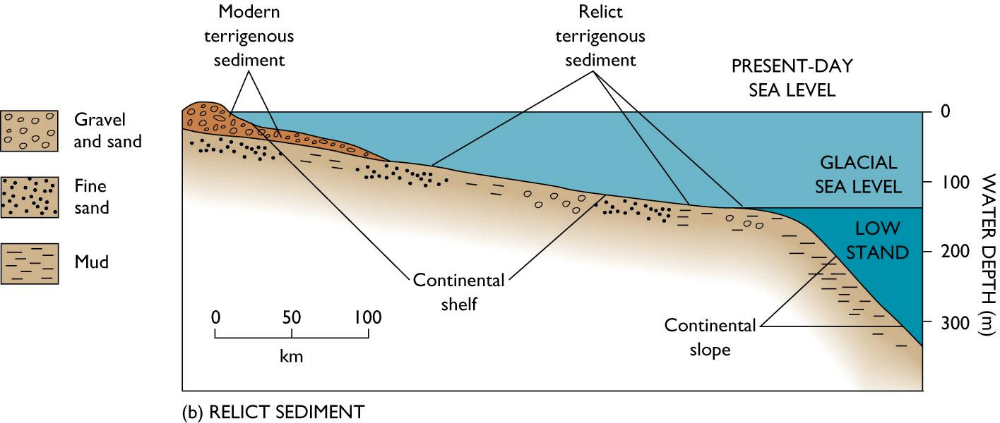 Modern
terrigenous
sediment
Relict
terrigenous
sediment
PRESENT-DAY
SEA LEVEL
Gravel
and sand
Fine
sand
Mud
GLACIAL
SEA LEVEL
LOW
STAND
0
100
200
300
WATER DEPTH (m)
Continental
shelf
Continental
slope
0 50 100
km
(b) RELICT SEDIMENT